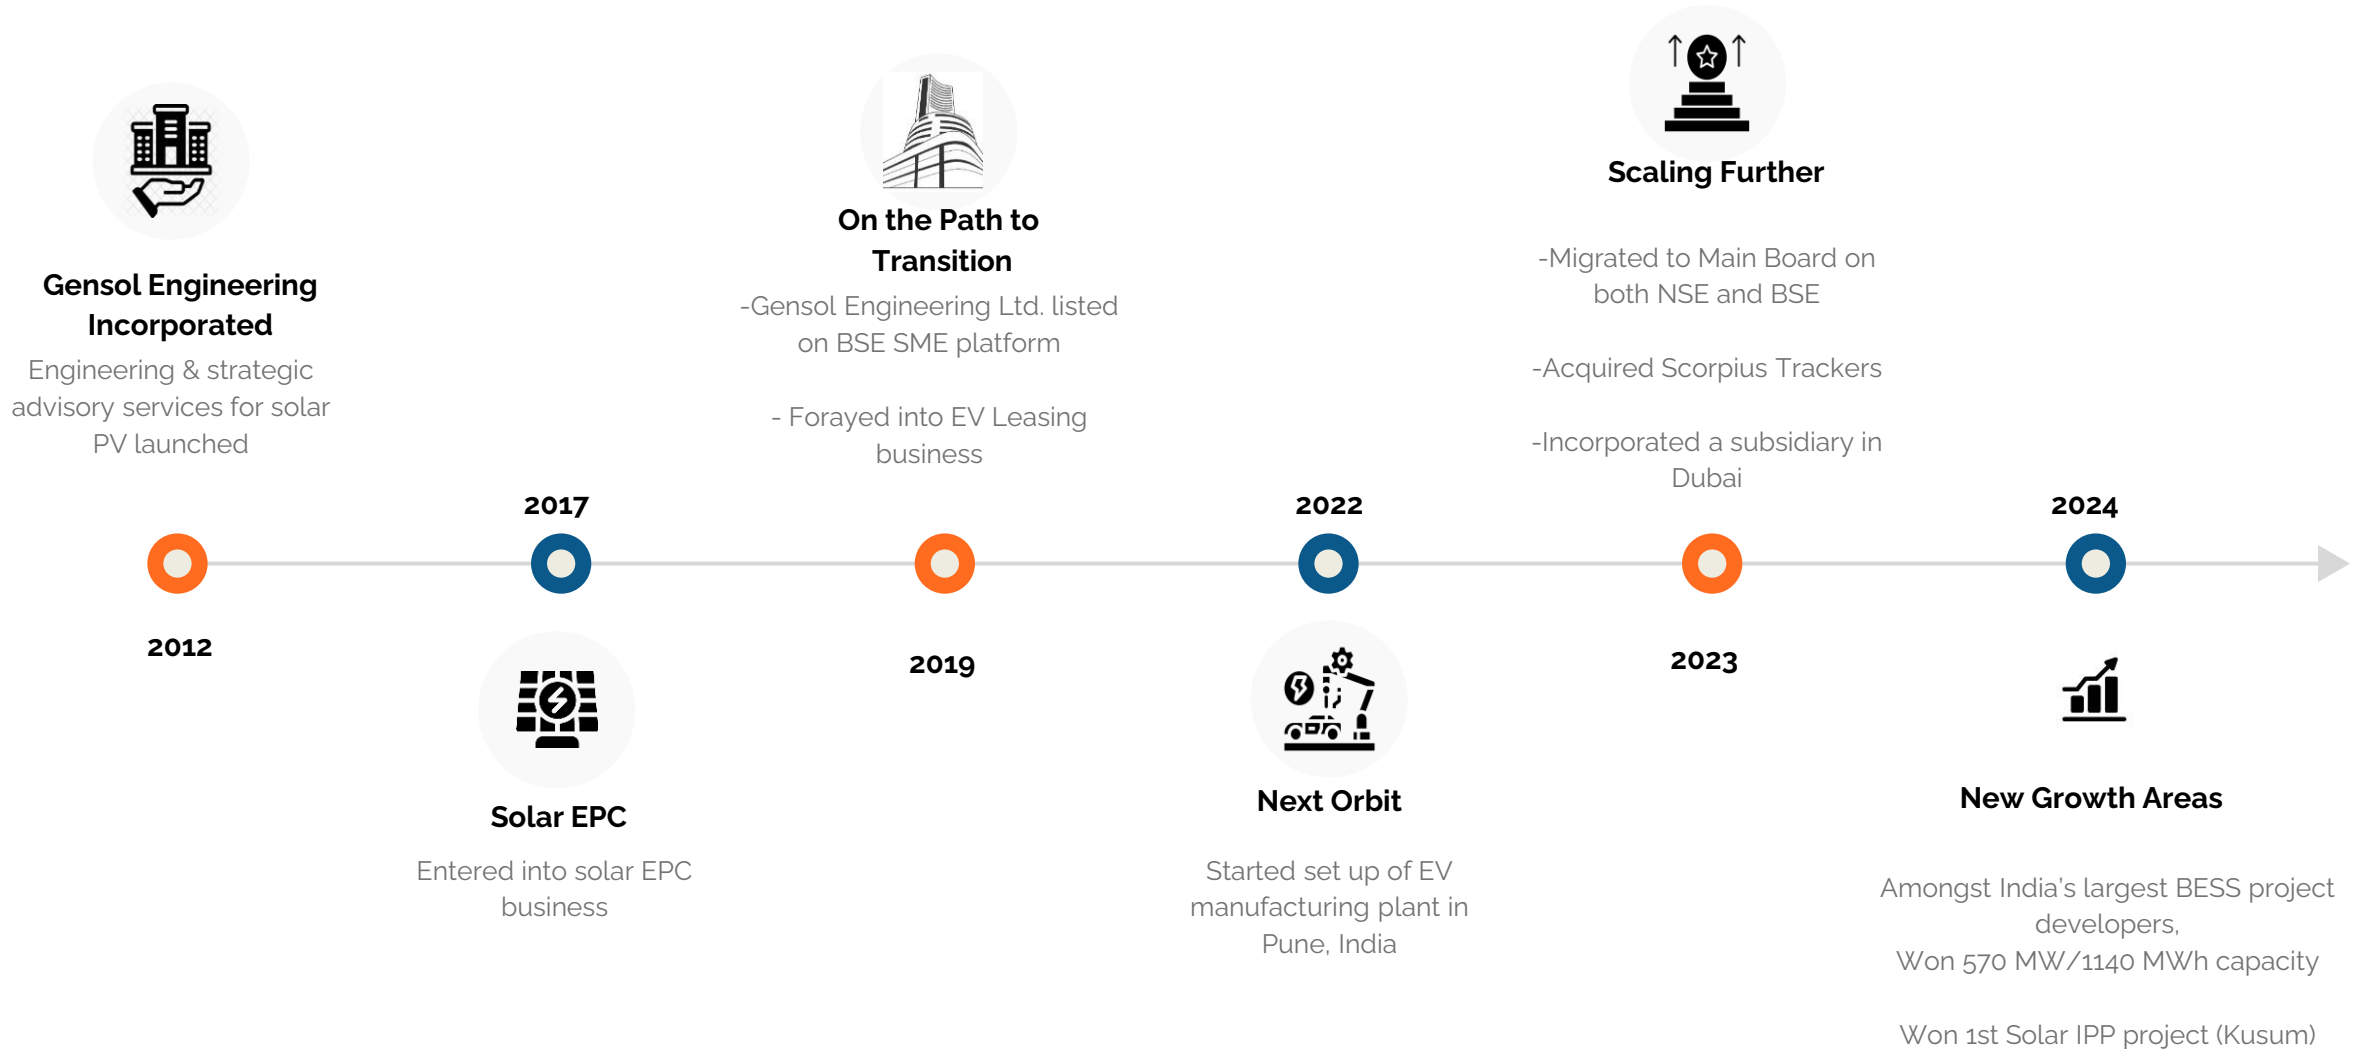 Gensol Engineering
Incorporated
Engineering & strategic
advisory services for solar
PV launched
2012
2017
Solar EPC
Entered into solar EPC
business
On the Path to
Transition
-Gensol Engineering Ltd. listed
on BSE SME platform
- Forayed into EV Leasing
business
2019
2022
Next Orbit
Started set up of EV
manufacturing plant in
Pune, India
Scaling Further
-Migrated to Main Board on
both NSE and BSE
-Acquired Scorpius Trackers
-Incorporated a subsidiary in
Dubai
2023
2024
New Growth Areas
Amongst India's largest BESS project
developers,
Won 570 MW/1140 MWh capacity
Won 1st Solar IPP project (Kusum)